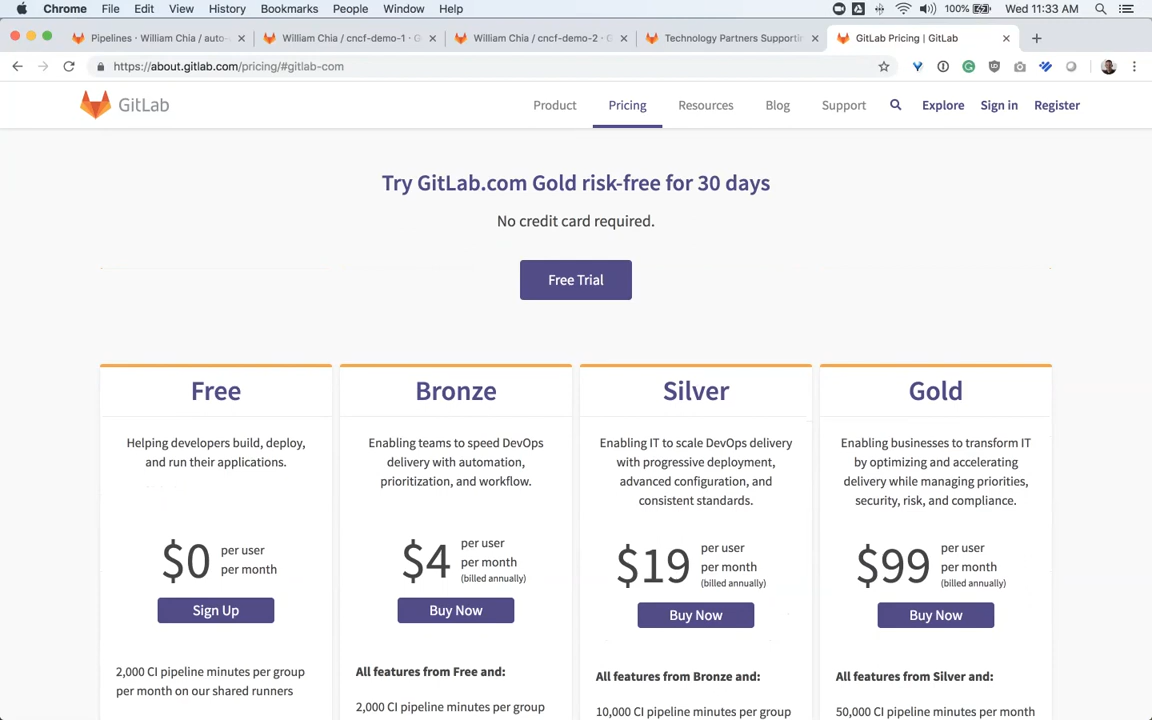 Chrome File Edit View History Bookmarks People Window Help 100% Wed 11:33 AM
Pipelines · William Chia / auto- William Chia / cncf-demo-1 · G William Chia / cncf-demo-2 · G Technology Partners Supportin GitLab Pricing | GitLab
https://about.gitlab.com/pricing/#gitlab-com
GitLab Product Pricing Resources Blog Support Explore Sign in Register
Try GitLab.com Gold risk-free for 30 days
No credit card required.
Free Trial
Free
Helping developers build, deploy,
and run their applications.
$0 per user
per month
Sign Up
2,000 CI pipeline minutes per group
per month on our shared runners
Bronze
Enabling teams to speed DevOps
delivery with automation,
prioritization, and workflow.
$4 per user
per month
(billed annually)
Buy Now
All features from Free and:
2,000 CI pipeline minutes per group
Silver
Enabling IT to scale DevOps delivery
with progressive deployment,
advanced configuration, and
consistent standards.
$19 per user
per month
(billed annually)
Buy Now
All features from Bronze and:
10,000 CI pipeline minutes per group
Gold
Enabling businesses to transform IT
by optimizing and accelerating
delivery while managing priorities,
security, risk, and compliance.
$99 per user
per month
(billed annually)
Buy Now
All features from Silver and:
50,000 CI pipeline minutes per month